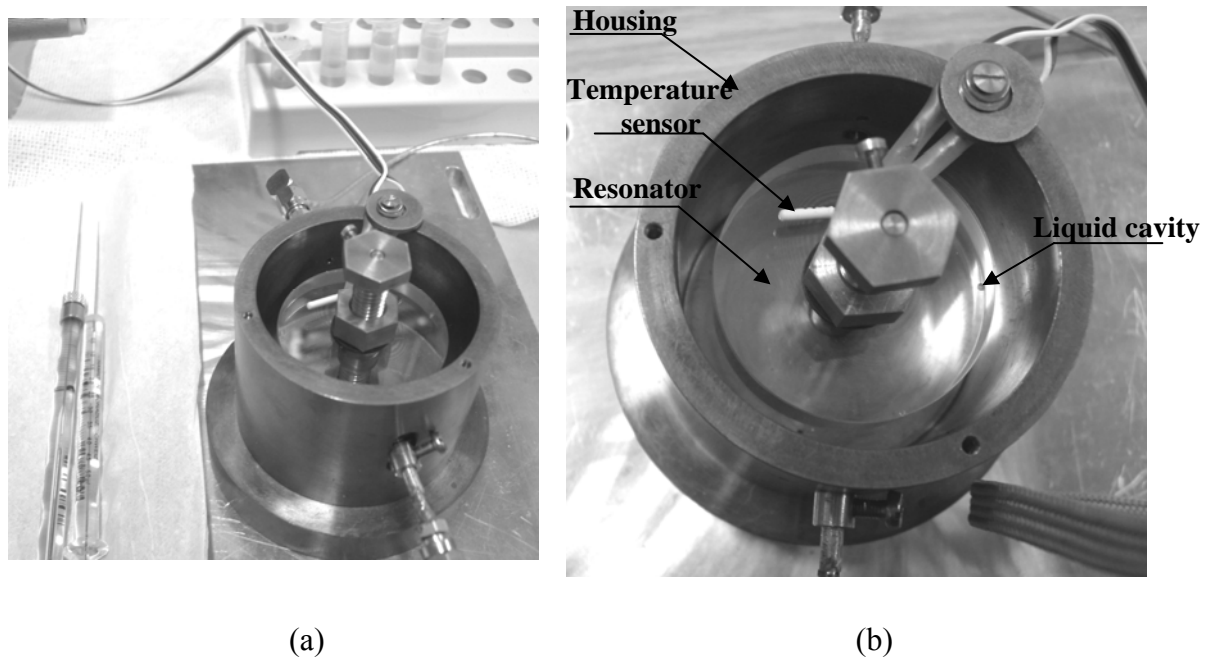 Housing
Temperature
sensor
Resonator
Liquid cavity
(a)
(b)